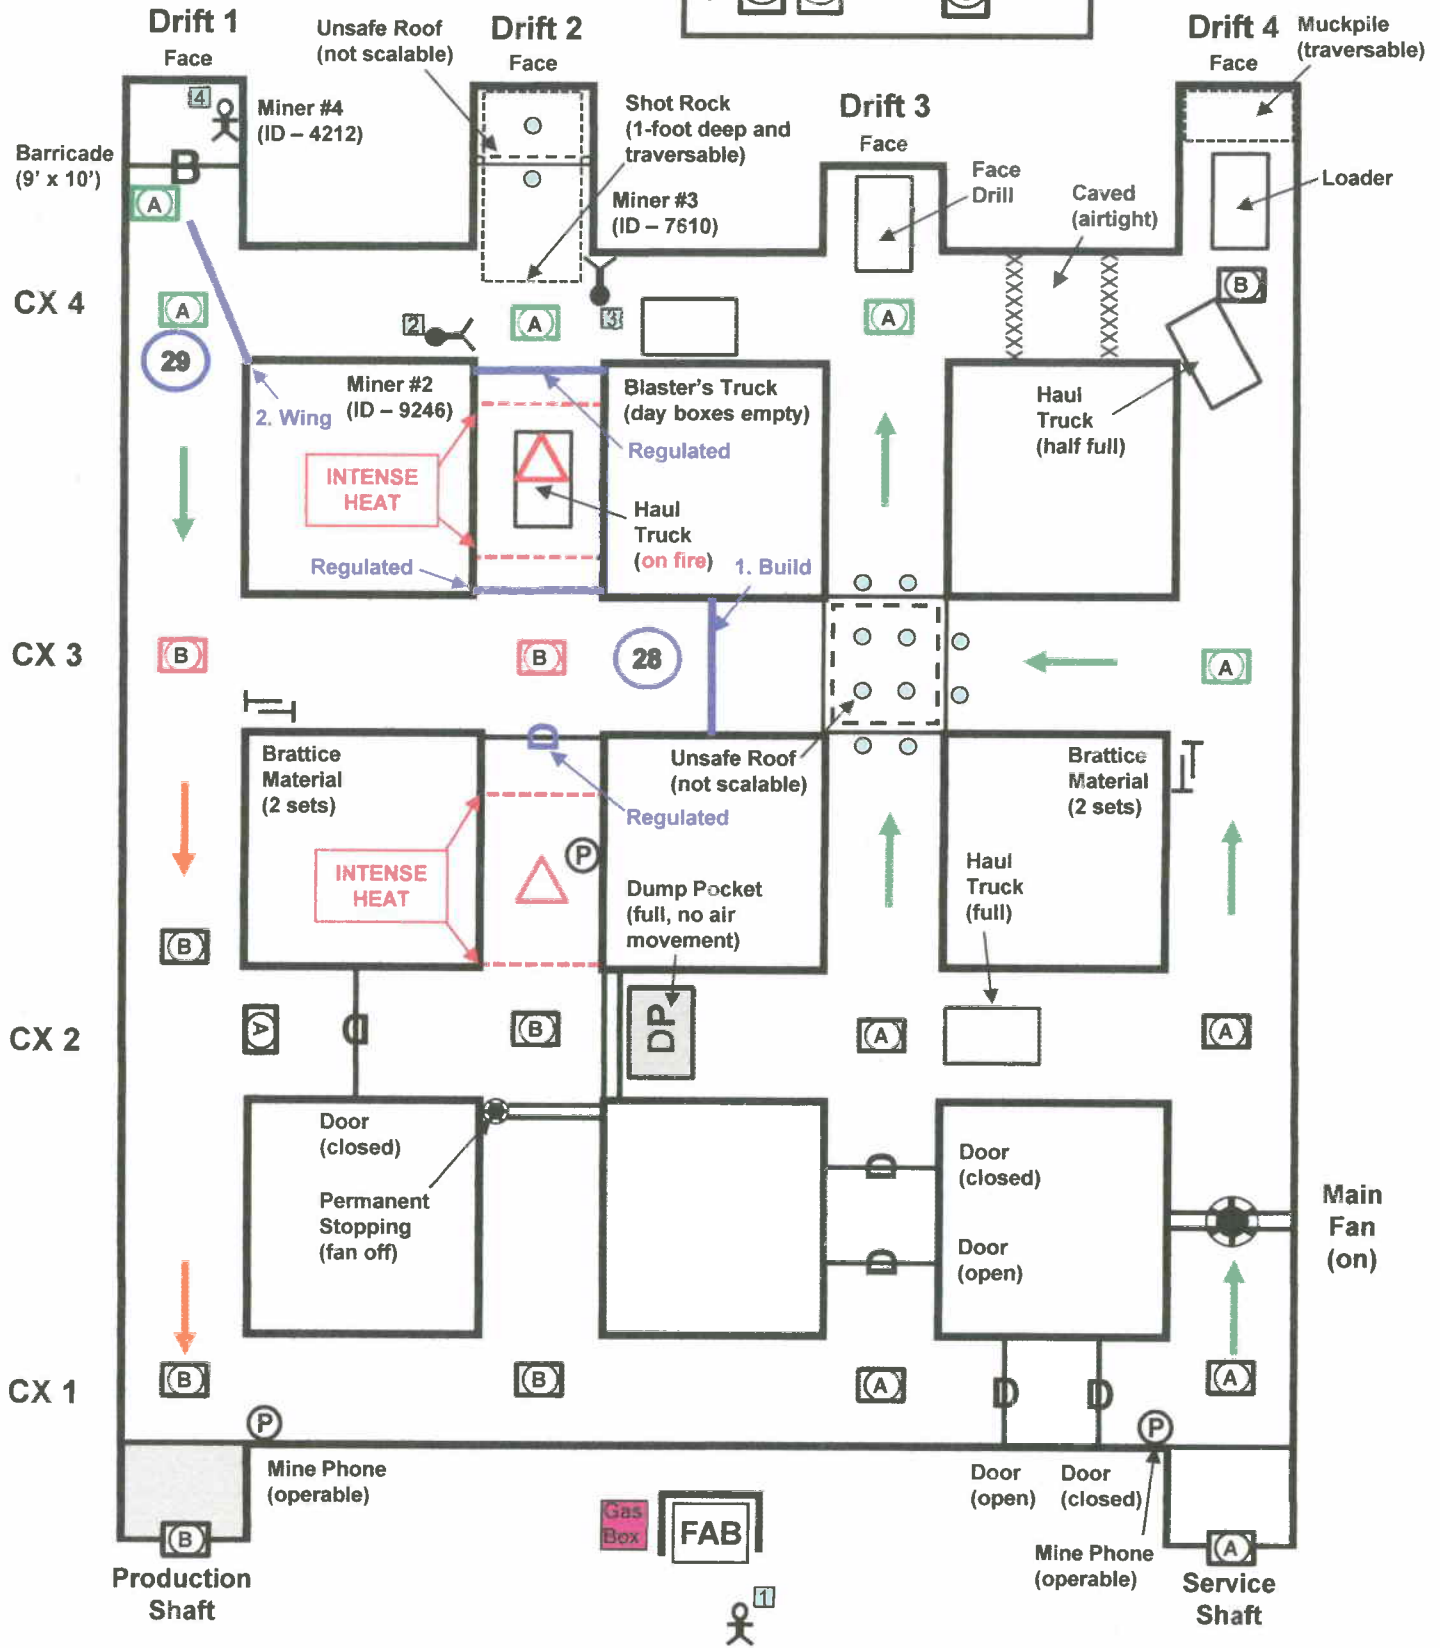 Drift 1
Face
Unsafe Roof
(not scalable)
Drift 2
Face
Drift 4
Face
Muckpile
(traversable)
4
Miner #4
(ID – 4212)
Shot Rock
(1-foot deep and
traversable)
Drift 3
Face
Barricade
(9' x 10')
B
A
Miner #3
(ID – 7610)
Face
Drill
Caved
(airtight)
Loader
CX 4
A
2
A
3
A
B
29
2. Wing
Miner #2
(ID – 9246)
Blaster's Truck
(day boxes empty)
Regulated
Haul
Truck
(half full)
INTENSE
HEAT
Haul
Truck
(on fire)
Regulated
1. Build
CX 3
B
B
28
A
Brattice
Material
(2 sets)
D
Unsafe Roof
(not scalable)
Brattice
Material
(2 sets)
Regulated
INTENSE
HEAT
P
Dump Pocket
(full, no air
movement)
Haul
Truck
(full)
B
CX 2
A
D
B
DP
A
A
Door
(closed)
Permanent
Stopping
(fan off)
D
Door
(closed)
D
Door
(open)
Main
Fan
(on)
CX 1
B
B
A
D
D
A
P
P
Mine Phone
(operable)
Door
(open)
Door
(closed)
Gas
Box
FAB
B
Production
Shaft
Mine Phone
(operable)
A
Service
Shaft
1